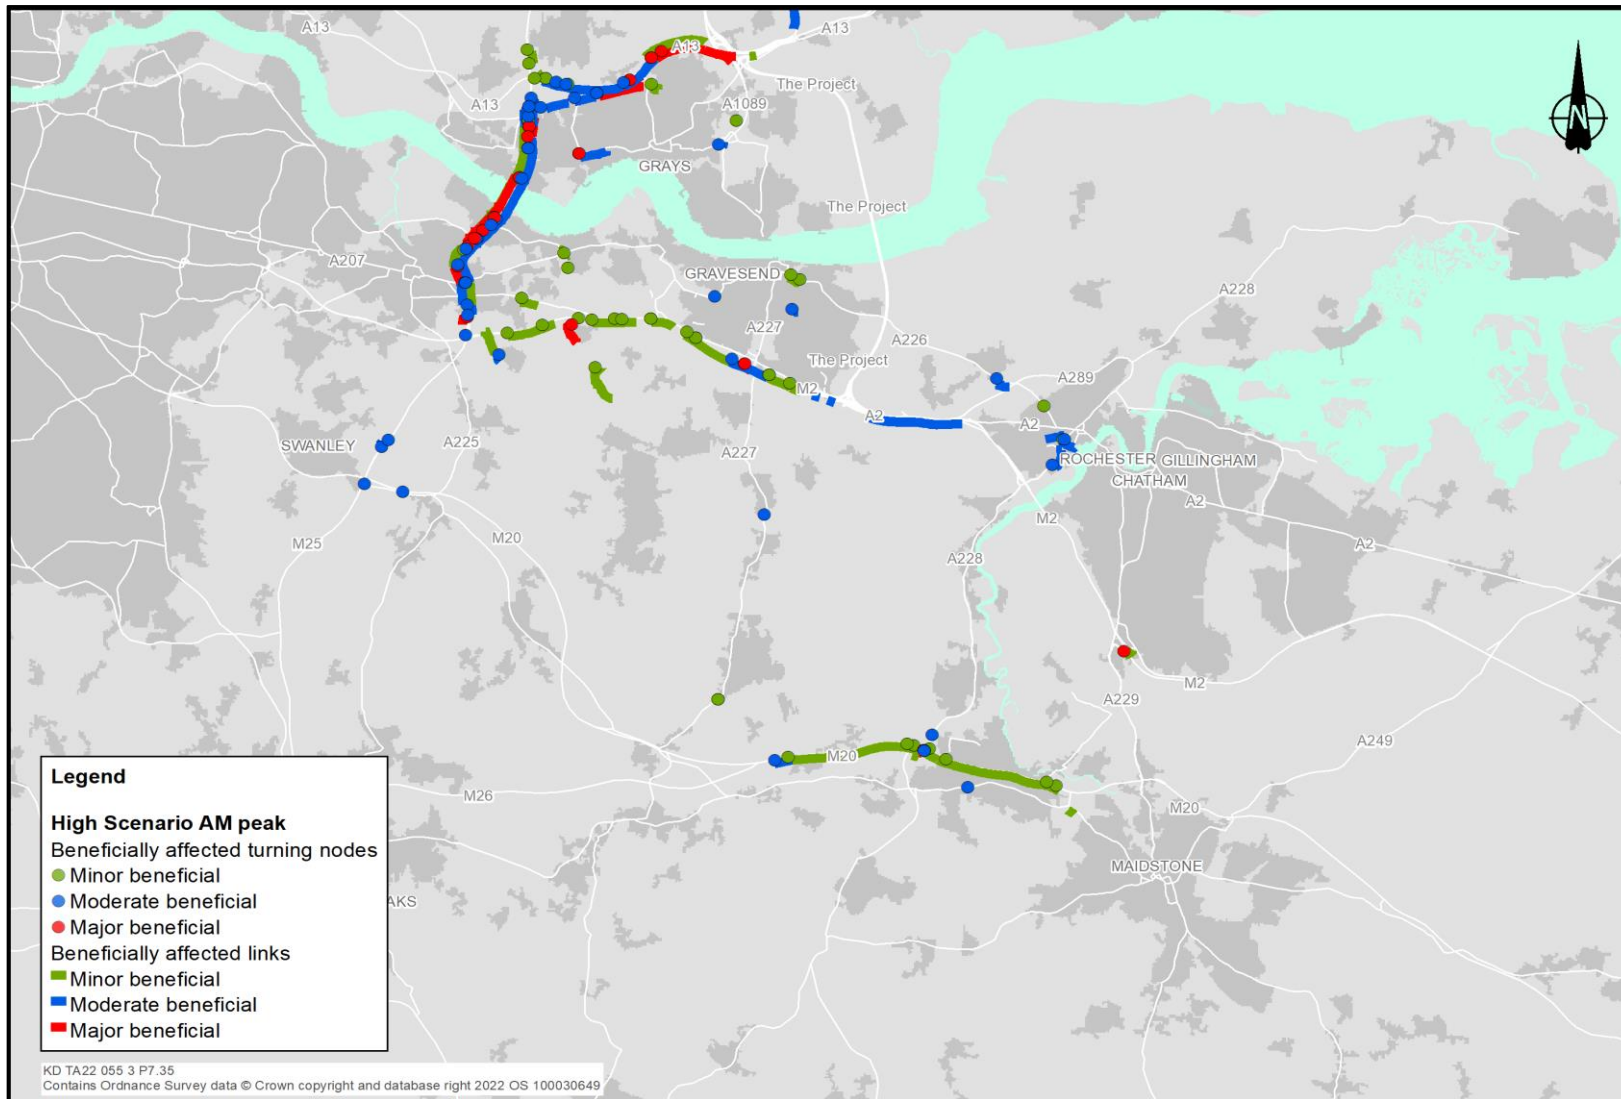 A13
A13
A13
The Project
A13
A1089
N
GRAYS
The Project
A207
GRAVESEND
A228
A227
A226
The Project
M2
A289
A2
A2
SWANLEY
A225
A227
ROCHESTER
GILLINGHAM
CHATHAM
A2
M25
M20
M2
A228
A2
M2
A229
A249
M20
M26
M20
MAIDSTONE
AKS
Legend
High Scenario AM peak
Beneficially affected turning nodes
Minor beneficial
Moderate beneficial
Major beneficial
Beneficially affected links
Minor beneficial
Moderate beneficial
Major beneficial
KD TA22 055 3 P7.35
Contains Ordnance Survey data © Crown copyright and database right 2022 OS 100030649